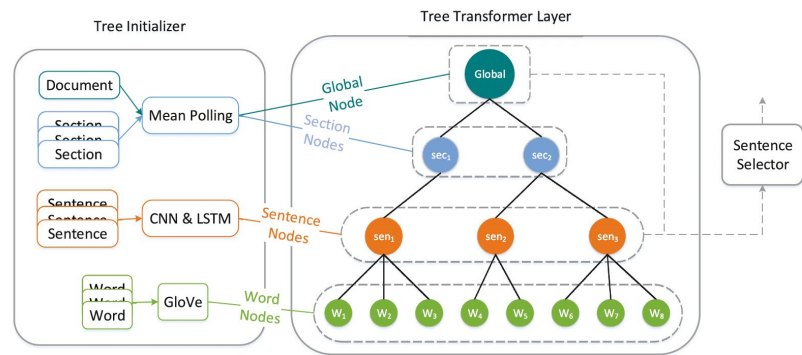 Tree Initializer
Tree Transformer Layer
Document
Section
Section
Section
Mean Polling
Global
Node
Section
Nodes
Global
sec1
sec2
Sentence
Selector
Sentence
Sentence
Sentence
CNN & LSTM
Sentence
Nodes
sen1
sen2
sen3
Word
Word
Word
GloVe
Word
Nodes
W1
W2
W3
W4
W5
W6
W7
W8